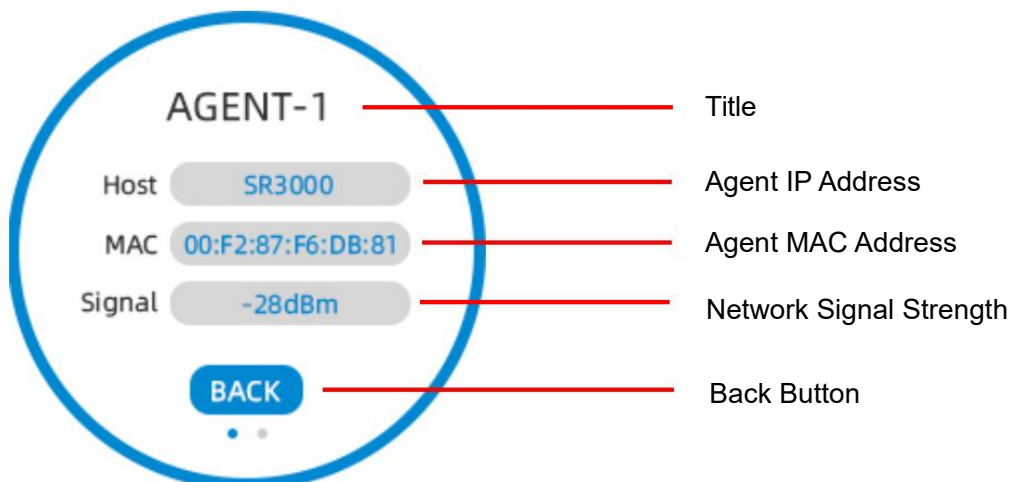 AGENT-1
Title
Host SR3000
Agent IP Address
MAC 00:F2:87:F6:DB:81
Agent MAC Address
Signal -28dBm
Network Signal Strength
BACK
Back Button